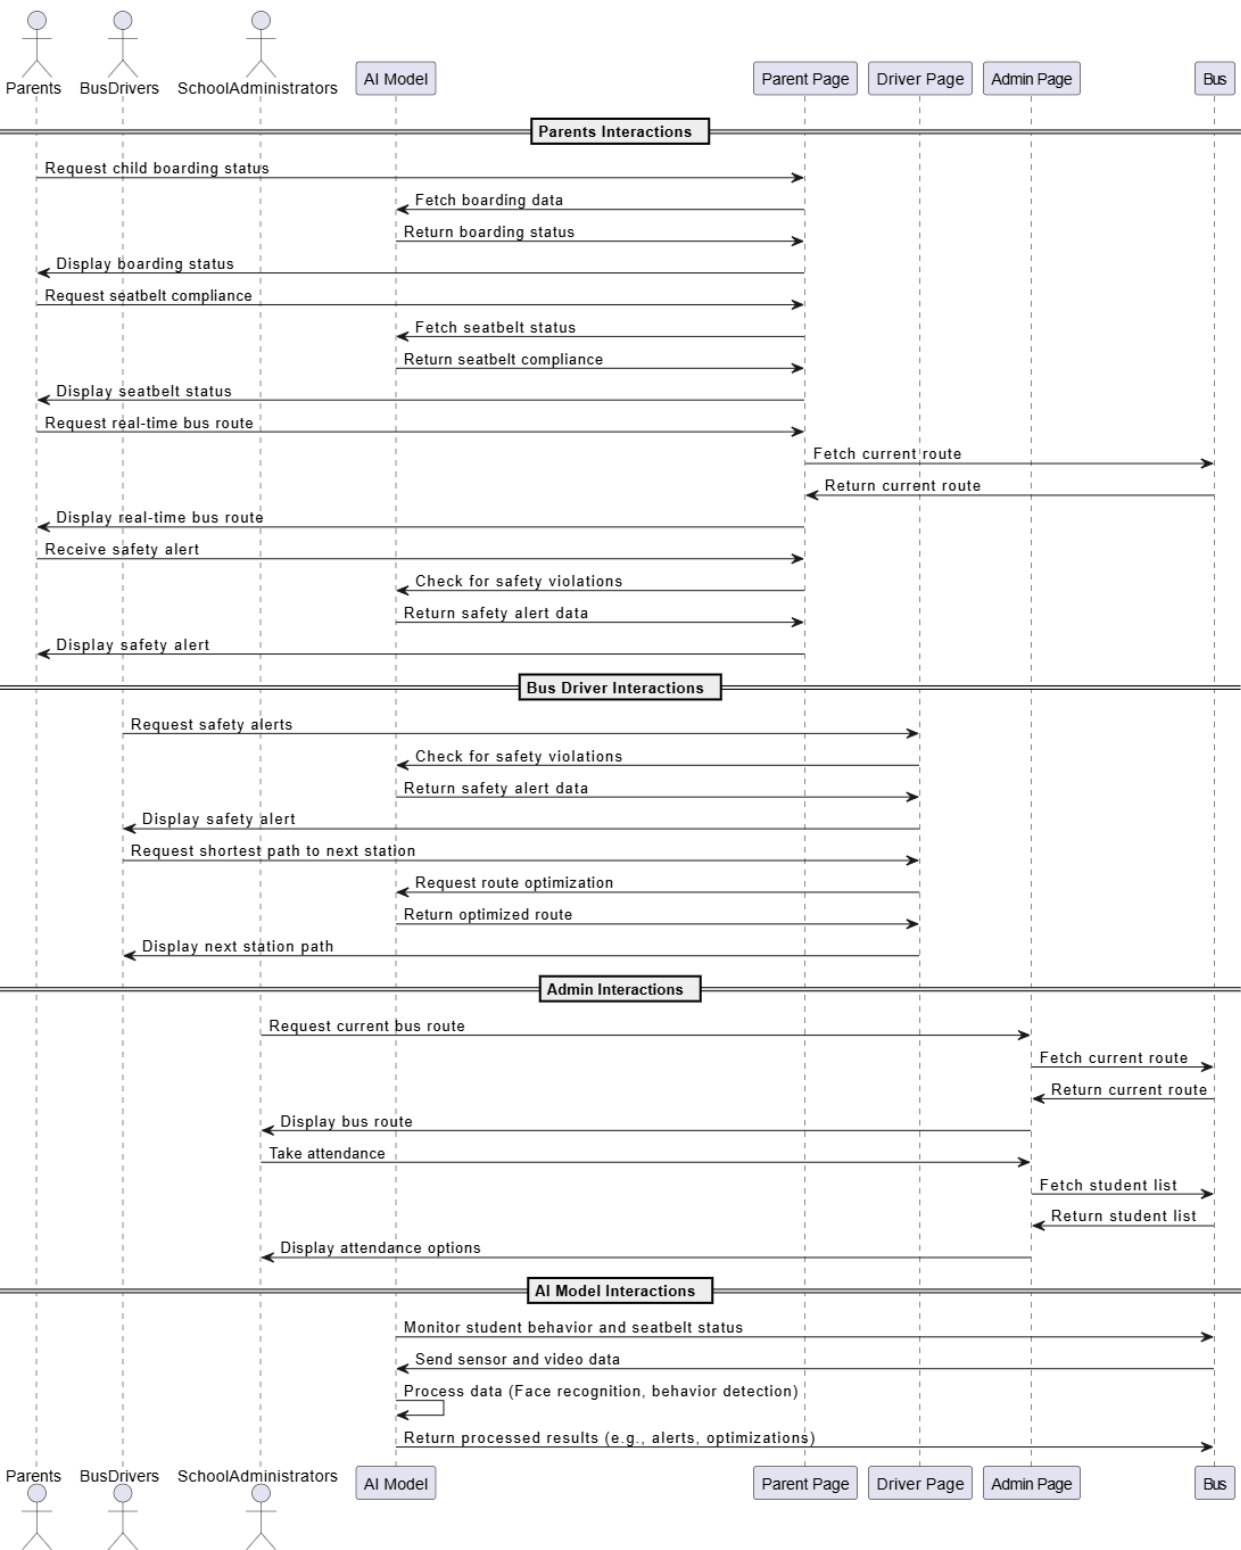 Parents BusDrivers SchoolAdministrators AI Model Parent Page Driver Page Admin Page Bus
Parents Interactions
Request child boarding status
Fetch boarding data
Return boarding status
Display boarding status
Request seatbelt compliance
Fetch seatbelt status
Return seatbelt compliance
Display seatbelt status
Request real-time bus route
Fetch current route
Return current route
Display real-time bus route
Receive safety alert
Check for safety violations
Return safety alert data
Display safety alert
Bus Driver Interactions
Request safety alerts
Check for safety violations
Return safety alert data
Display safety alert
Request shortest path to next station
Request route optimization
Return optimized route
Display next station path
Admin Interactions
Request current bus route
Fetch current route
Return current route
Display bus route
Take attendance
Fetch student list
Return student list
Display attendance options
AI Model Interactions
Monitor student behavior and seatbelt status
Send sensor and video data
Process data (Face recognition, behavior detection)
Return processed results (e.g., alerts, optimizations)
Parents BusDrivers SchoolAdministrators AI Model Parent Page Driver Page Admin Page Bus